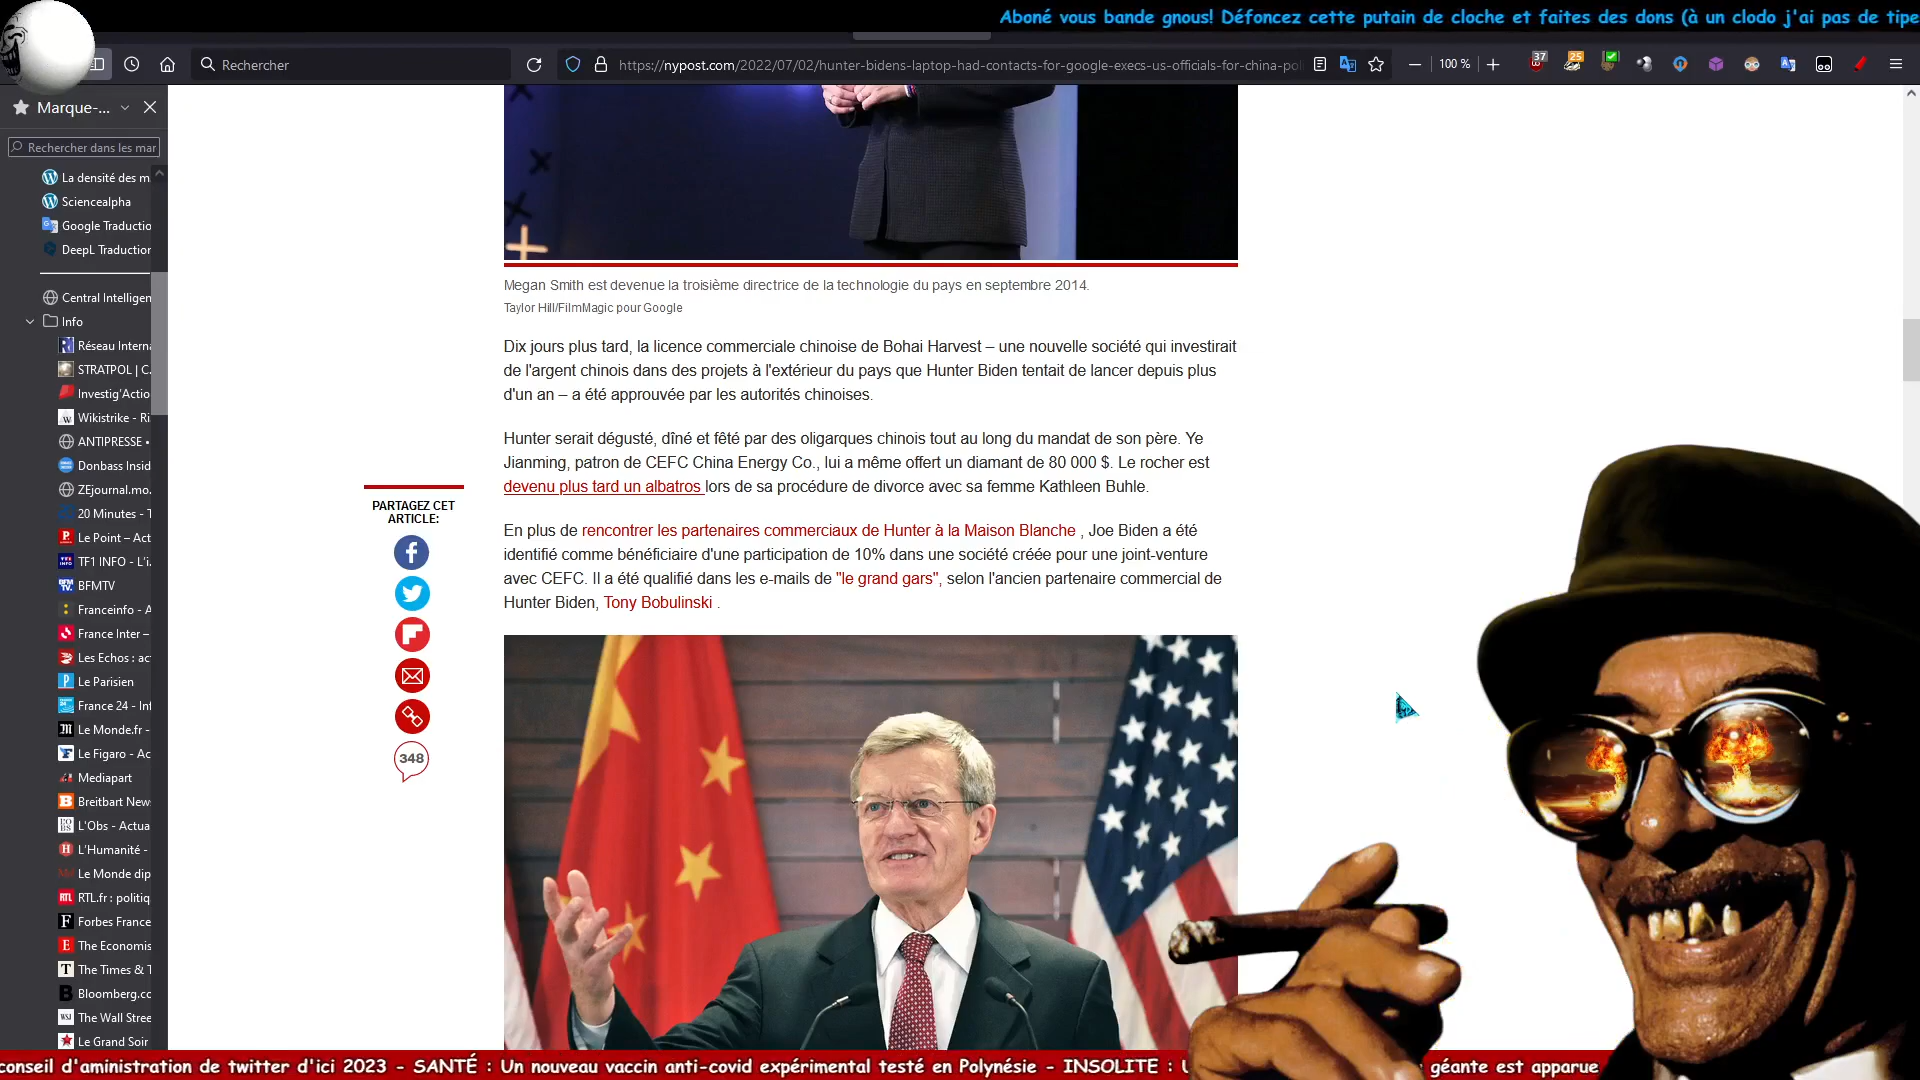 Aboné vous bande gnous! Défoncez cette putain de cloche et faites des dons (à un clodo j'ai pas de tipe
Rechercher
https://nypost.com/2022/07/02/hunter-bidens-laptop-had-contacts-for-google-execs-us-officials-for-china-pol
100 %
37
25
Marque-...
Rechercher dans les mar
La densité des m
Sciencealpha
Google Traductio
DeepL Traduction
Central Intelligen
Info
Réseau Interna
STRATPOL | C
Investig'Actio
Wikistrike - Ri
ANTIPRESSE •
Donbass Insid
ZEjournal.mo
20 Minutes - T
Le Point – Act
TF1 INFO - L'i
BFMTV
Franceinfo - A
France Inter –
Les Echos : ac
Le Parisien
France 24 - Inf
Le Monde.fr -
Le Figaro - Ac
Mediapart
Breitbart New
L'Obs - Actua
L'Humanité -
Le Monde dip
RTL.fr : politiq
Forbes France
The Economis
The Times & T
Bloomberg.co
The Wall Stree
Le Grand Soir
Megan Smith est devenue la troisième directrice de la technologie du pays en septembre 2014.
Taylor Hill/FilmMagic pour Google
Dix jours plus tard, la licence commerciale chinoise de Bohai Harvest – une nouvelle société qui investirait
de l'argent chinois dans des projets à l'extérieur du pays que Hunter Biden tentait de lancer depuis plus
d'un an – a été approuvée par les autorités chinoises.
Hunter serait dégusté, dîné et fêté par des oligarques chinois tout au long du mandat de son père. Ye
Jianming, patron de CEFC China Energy Co., lui a même offert un diamant de 80 000 $. Le rocher est
devenu plus tard un albatros lors de sa procédure de divorce avec sa femme Kathleen Buhle.
En plus de rencontrer les partenaires commerciaux de Hunter à la Maison Blanche , Joe Biden a été
identifié comme bénéficiaire d'une participation de 10% dans une société créée pour une joint-venture
avec CEFC. Il a été qualifié dans les e-mails de "le grand gars", selon l'ancien partenaire commercial de
Hunter Biden, Tony Bobulinski .
PARTAGEZ CET
ARTICLE:
348
conseil d'aministration de twitter d'ici 2023 - SANTÉ : Un nouveau vaccin anti-covid expérimental testé en Polynésie - INSOLITE : U
géante est apparue